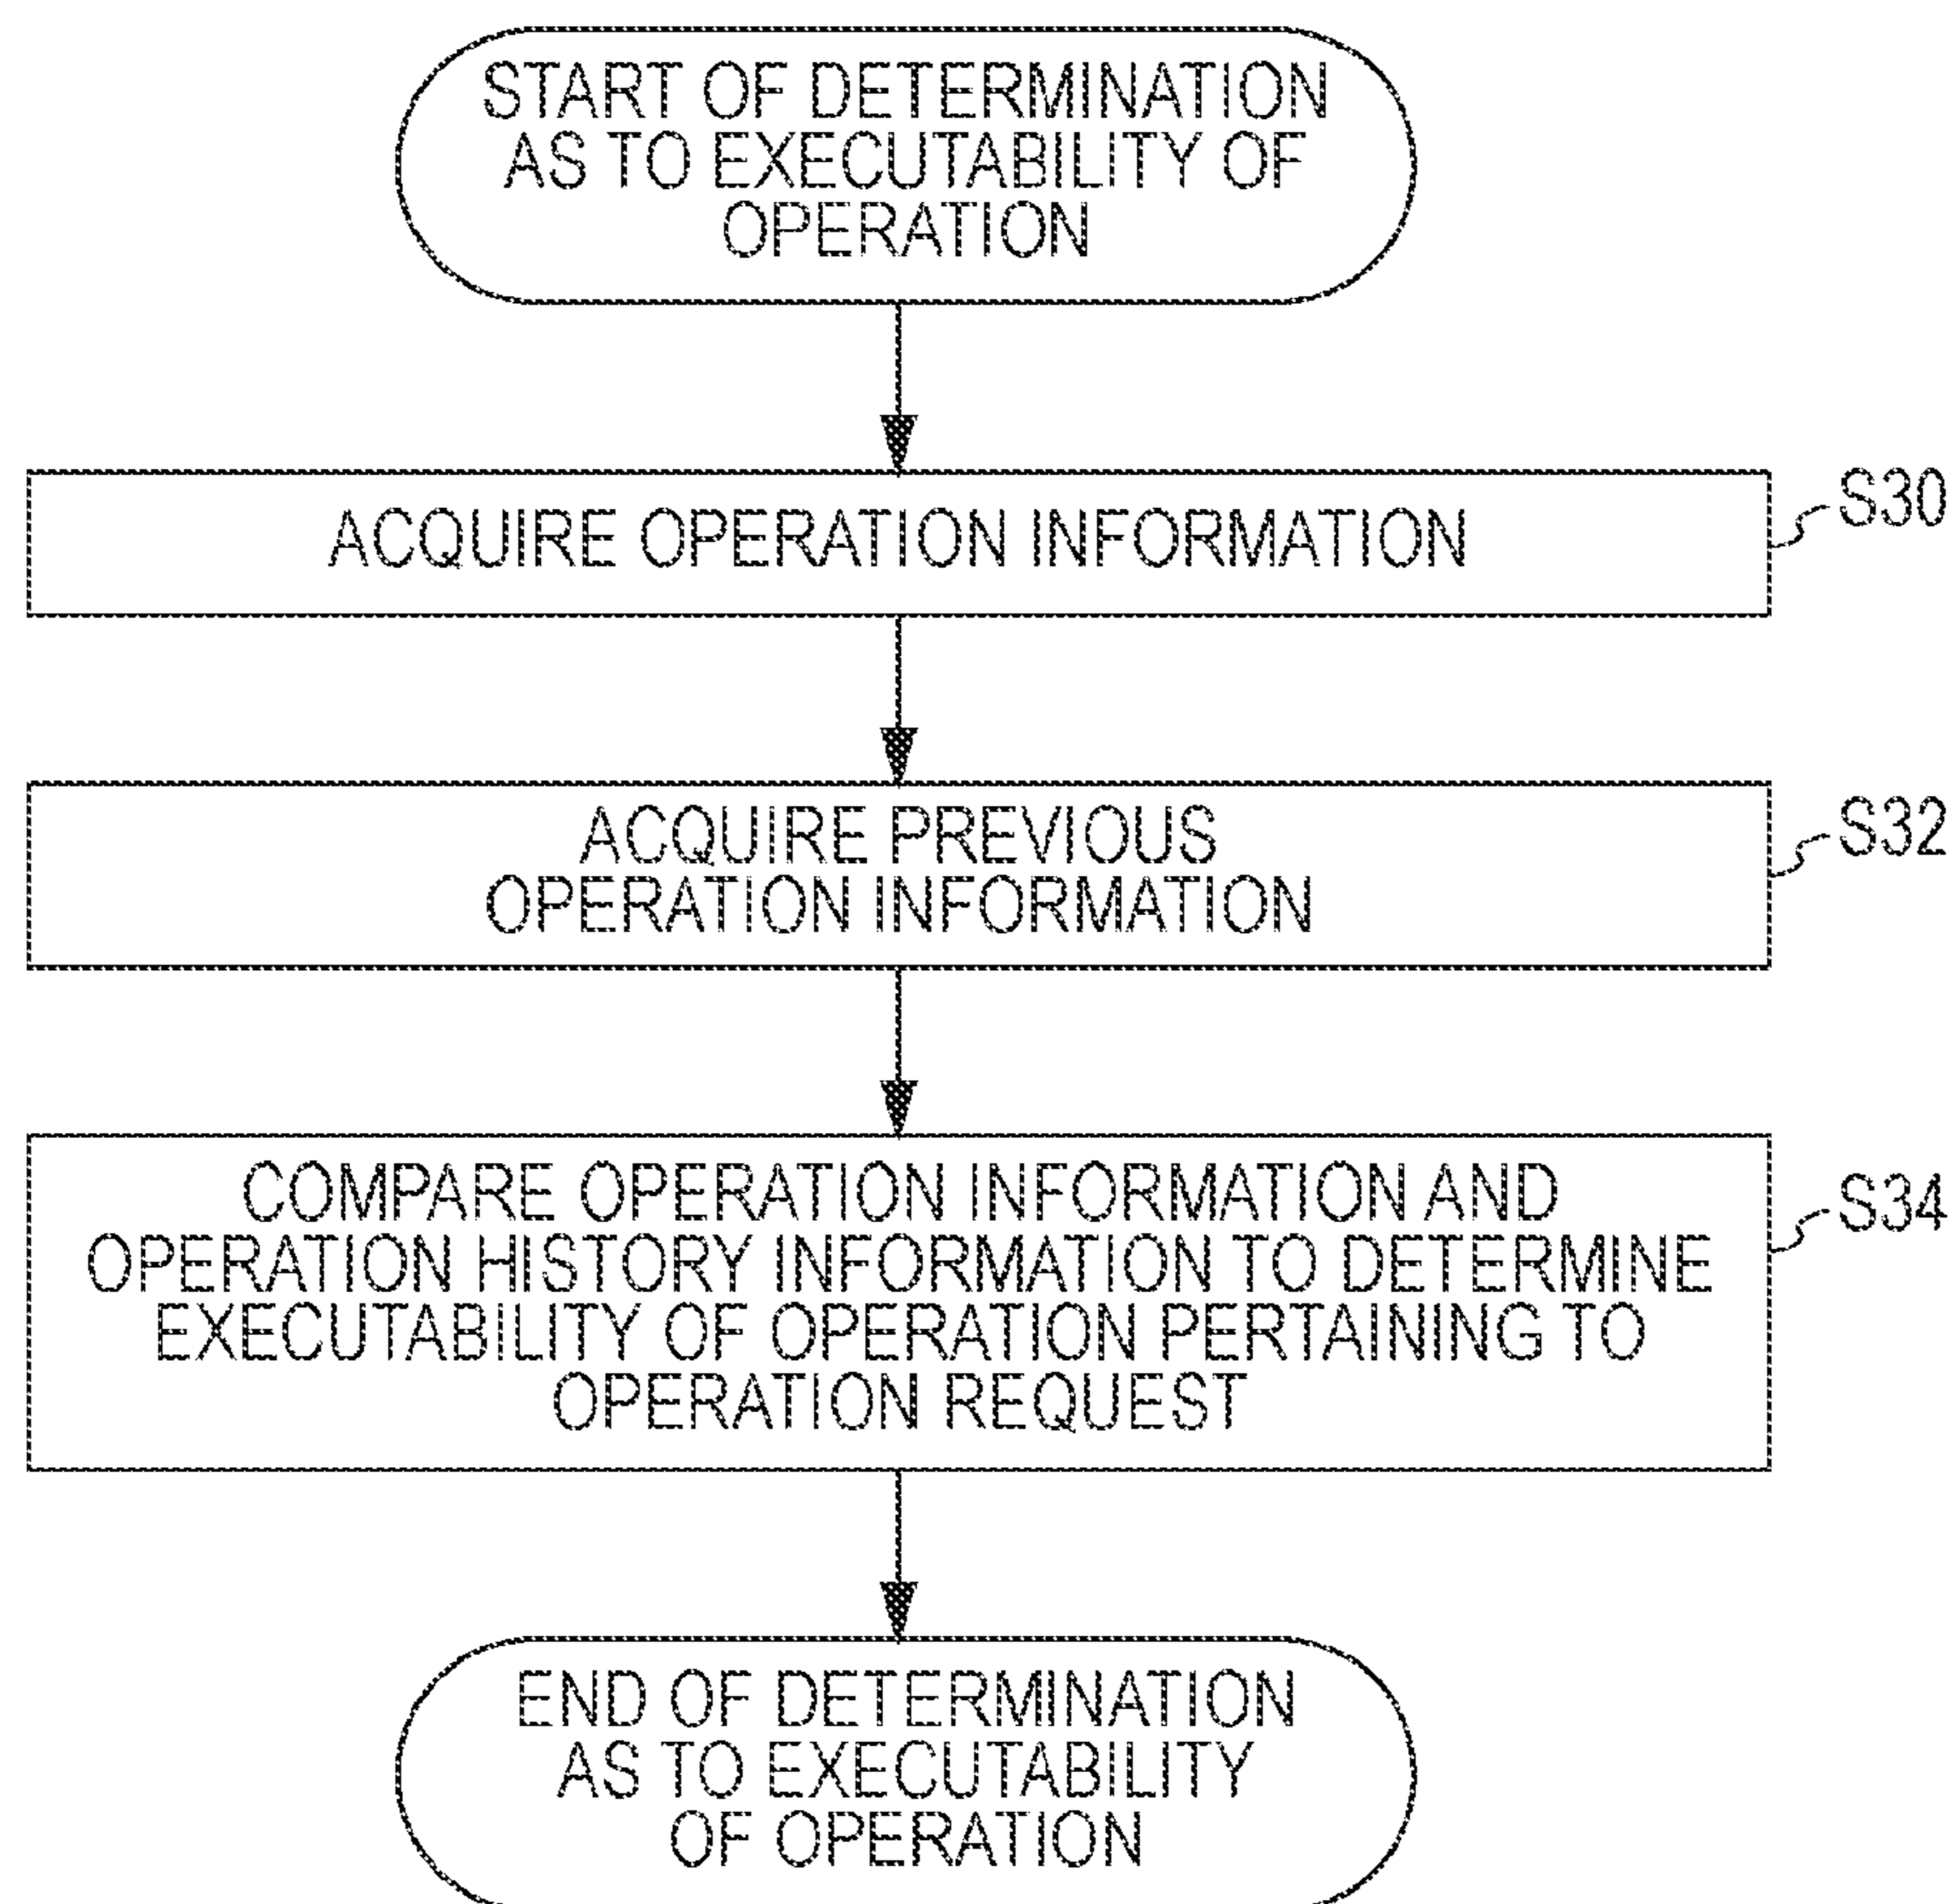 START OF DETERMINATION
AS TO EXECUTABILITY OF
OPERATION
ACQUIRE OPERATION INFORMATION
S30
ACQUIRE PREVIOUS
OPERATION INFORMATION
S32
COMPARE OPERATION INFORMATION AND
OPERATION HISTORY INFORMATION TO DETERMINE
EXECUTABILITY OF OPERATION PERTAINING TO
OPERATION REQUEST
S34
END OF DETERMINATION
AS TO EXECUTABILITY
OF OPERATION